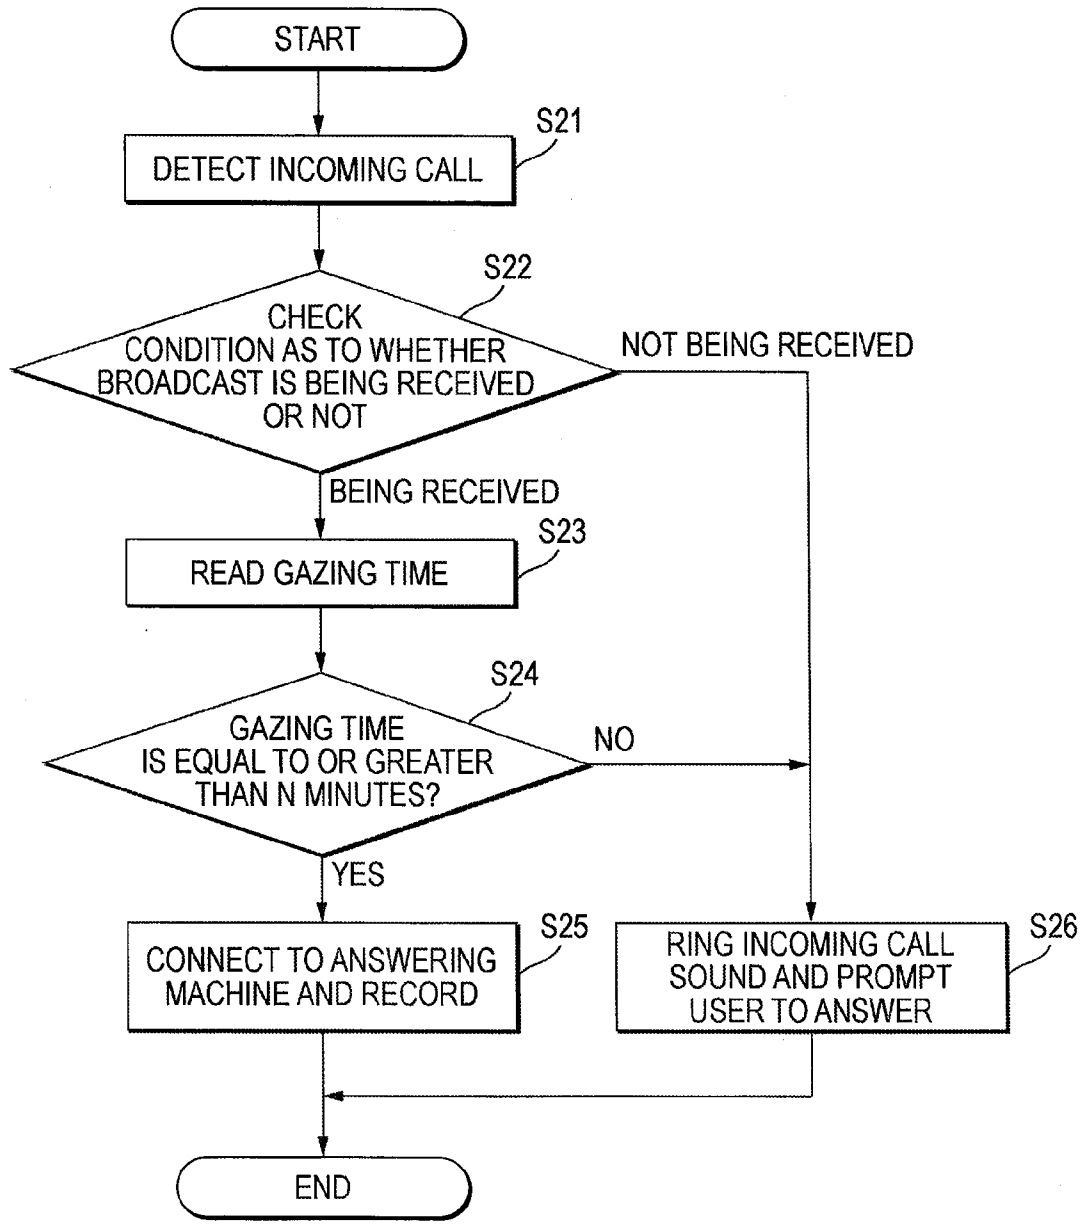 START
S21
DETECT INCOMING CALL
S22
CHECK
CONDITION AS TO WHETHER
BROADCAST IS BEING RECEIVED
OR NOT
NOT BEING RECEIVED
BEING RECEIVED
S23
READ GAZING TIME
S24
GAZING TIME
IS EQUAL TO OR GREATER
THAN N MINUTES?
NO
YES
S25
CONNECT TO ANSWERING
MACHINE AND RECORD
S26
RING INCOMING CALL
SOUND AND PROMPT
USER TO ANSWER
END